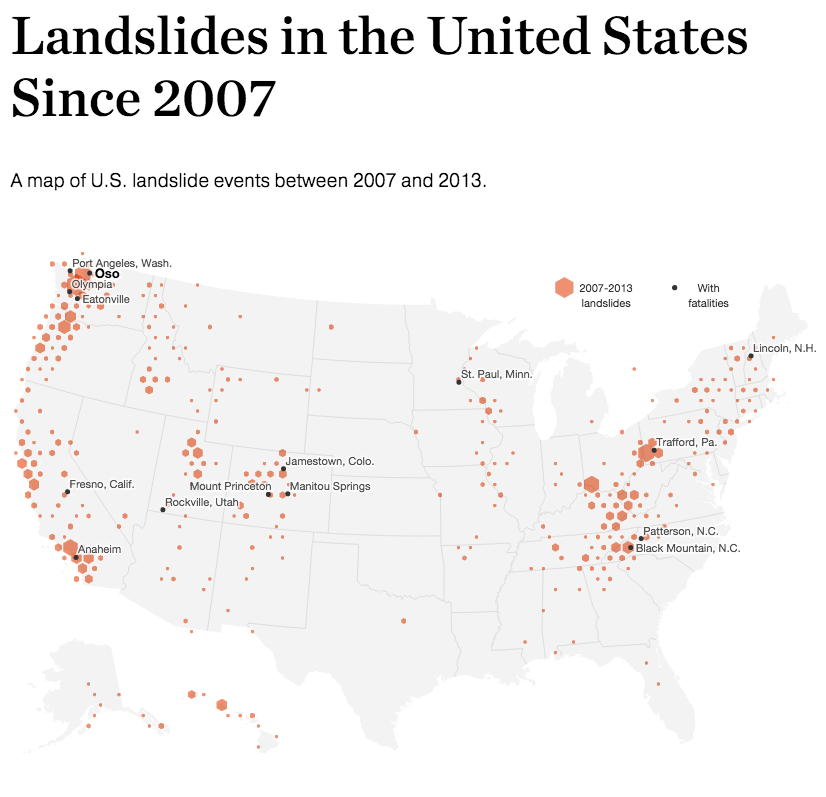 Landslides in the United States
Since 2007
A map of U.S. landslide events between 2007 and 2013.
Port Angeles, Wash.
Oso
Olympia
Eatonville
2007-2013
landslides
With
fatalities
Lincoln, N.H.
St. Paul, Minn.
Trafford, Pa.
Jamestown, Colo.
Fresno, Calif.
Mount Princeton
Manitou Springs
Rockville, Utah
Patterson, N.C.
Anaheim
Black Mountain, N.C.